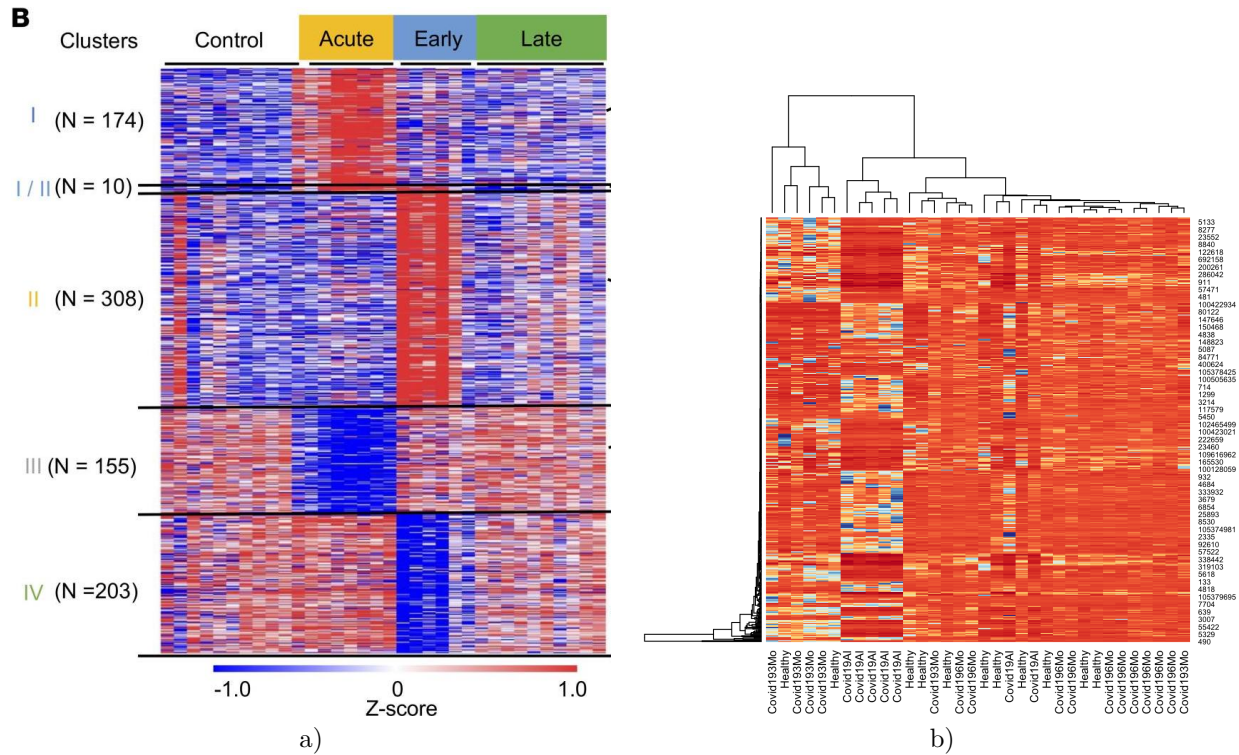 B
Clusters
Control
Acute
Early
Late
I (N = 174)
I / II (N = 10)
II (N = 308)
III (N = 155)
IV (N =203)
-1.0
0
1.0
Z-score
a)
5133
8277
23552
8840
122618
692158
200261
286042
911
57471
481
100422934
80122
147646
150468
4838
148823
5087
84771
400624
105378425
100505635
714
1299
3214
117579
5450
102465499
100423021
222659
23460
109616962
165530
100128059
932
4684
333932
3679
6854
25893
8530
105374981
2335
92610
57522
338442
319103
5618
133
4818
105379695
7704
639
3007
55422
5329
490
Covid193Mo
Healthy
Covid193Mo
Covid193Mo
Covid193Mo
Healthy
Covid19AI
Covid19AI
Covid19AI
Covid19AI
Covid19AI
Healthy
Healthy
Covid193Mo
Healthy
Covid196Mo
Covid196Mo
Healthy
Healthy
Covid19AI
Healthy
Covid19AI
Healthy
Covid196Mo
Covid196Mo
Healthy
Healthy
Covid196Mo
Covid196Mo
Covid196Mo
Covid196Mo
Covid196Mo
Covid196Mo
Covid193Mo
b)